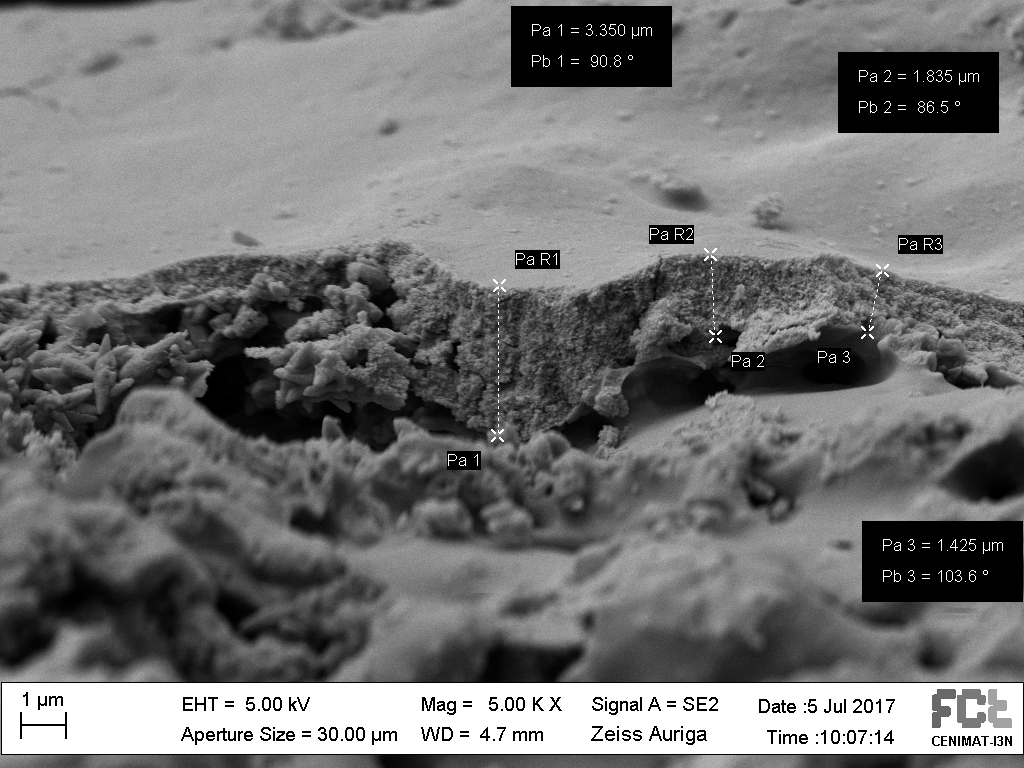 Pa 1 = 3.350 µm
Pb 1 = 90.8 °
Pa 2 = 1.835 µm
Pb 2 = 86.5 °
Pa R2
Pa R3
Pa R1
Pa 3
Pa 2
Pa 1
Pa 3 = 1.425 µm
Pb 3 = 103.6 °
1 µm
EHT = 5.00 kV
Mag = 5.00 K X
Signal A = SE2
Date :5 Jul 2017
Aperture Size = 30.00 µm
WD = 4.7 mm
Zeiss Auriga
Time :10:07:14
FCt
CENIMAT-I3N